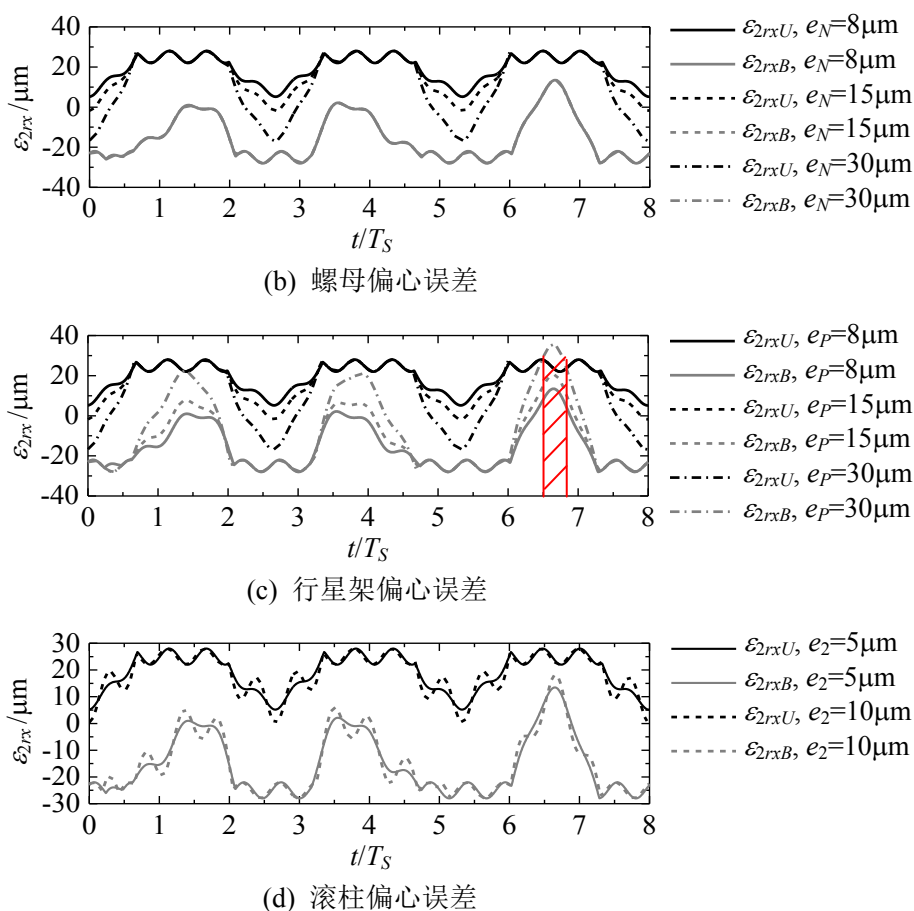 40
20
0
-20
40
0 1 2 3 4 5 6 7 8
ε2rx /μm
t/TS
ε2rxU, eN=8μm
ε2rxB, eN=8μm
ε2rxU, eN=15μm
ε2rxB, eN=15μm
ε2rxU, eN=30μm
ε2rxB, eN=30μm
(b) 螺母偏心误差
40
20
0
-20
-40
0 1 2 3 4 5 6 7 8
ε2rx /μm
t/TS
ε2rxU, eP=8μm
ε2rxB, eP=8μm
ε2rxU, eP=15μm
ε2rxB, eP=15μm
ε2rxU, eP=30μm
ε2rxB, eP=30μm
(c) 行星架偏心误差
30
20
10
0
-10
-20
-30
0 1 2 3 4 5 6 7 8
ε2rx /μm
t/TS
ε2rxU, e2=5μm
ε2rxB, e2=5μm
ε2rxU, e2=10μm
ε2rxB, e2=10μm
(d) 滚柱偏心误差